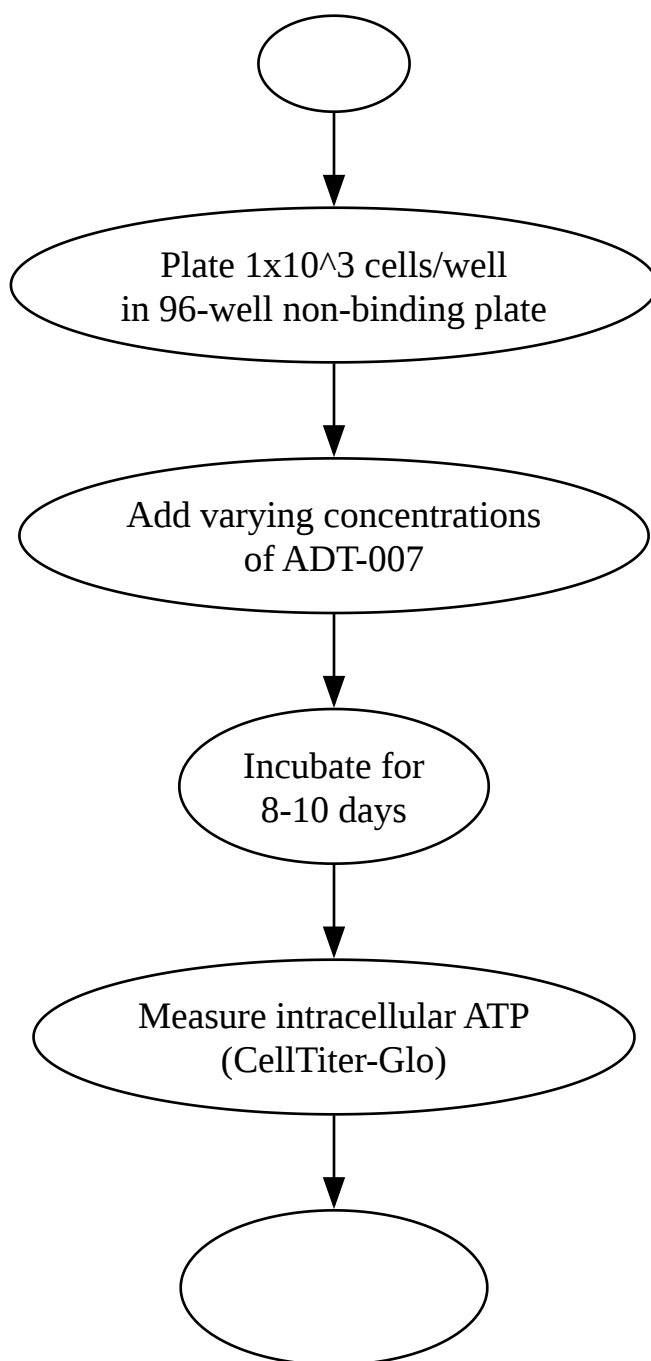 Plate 1x10^3 cells/well
in 96-well non-binding plate
Add varying concentrations
of ADT-007
Incubate for
8-10 days
Measure intracellular ATP
(CellTiter-Glo)